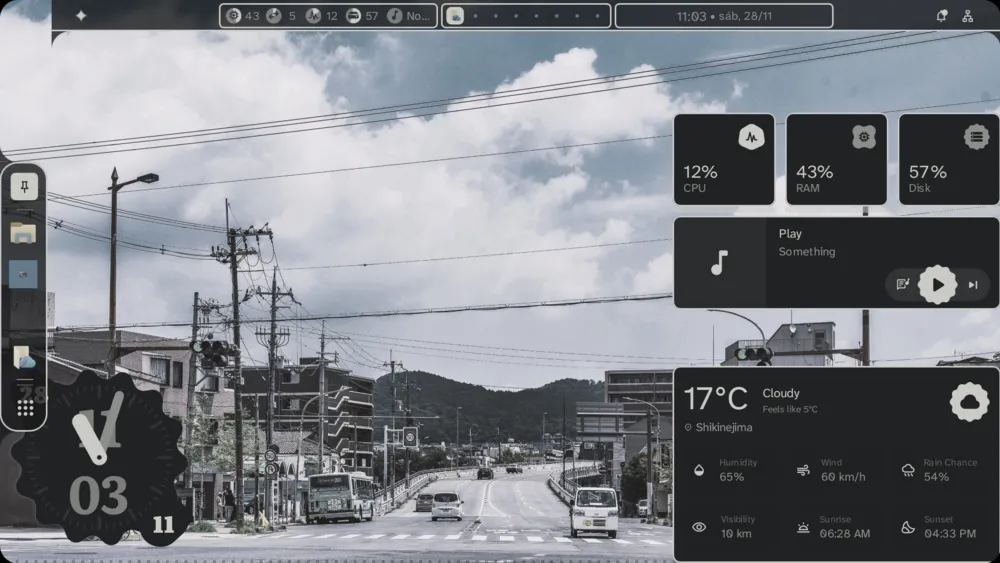 43 5 12 57 No...
11:03 • sáb, 28/11
12%
CPU
43%
RAM
57%
Disk
Play
Something
17°C
Cloudy
Feels like 5°C
Shikinejima
Humidity
65%
Wind
60 km/h
Rain Chance
54%
Visibility
10 km
Sunrise
06:28 AM
Sunset
04:33 PM
28
11
03
11